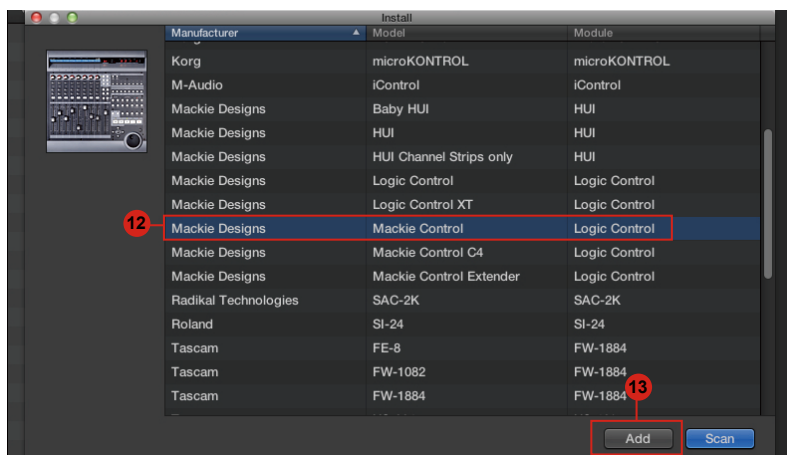 Install
Manufacturer Model Module
Korg microKONTROL microKONTROL
M-Audio iControl iControl
Mackie Designs Baby HUI HUI
Mackie Designs HUI HUI
Mackie Designs HUI Channel Strips only HUI
Mackie Designs Logic Control Logic Control
Mackie Designs Logic Control XT Logic Control
12 Mackie Designs Mackie Control Logic Control
Mackie Designs Mackie Control C4 Logic Control
Mackie Designs Mackie Control Extender Logic Control
Radikal Technologies SAC-2K SAC-2K
Roland SI-24 SI-24
Tascam FE-8 FW-1884
Tascam FW-1082 FW-1884
Tascam FW-1884 FW-1884
13
Add Scan